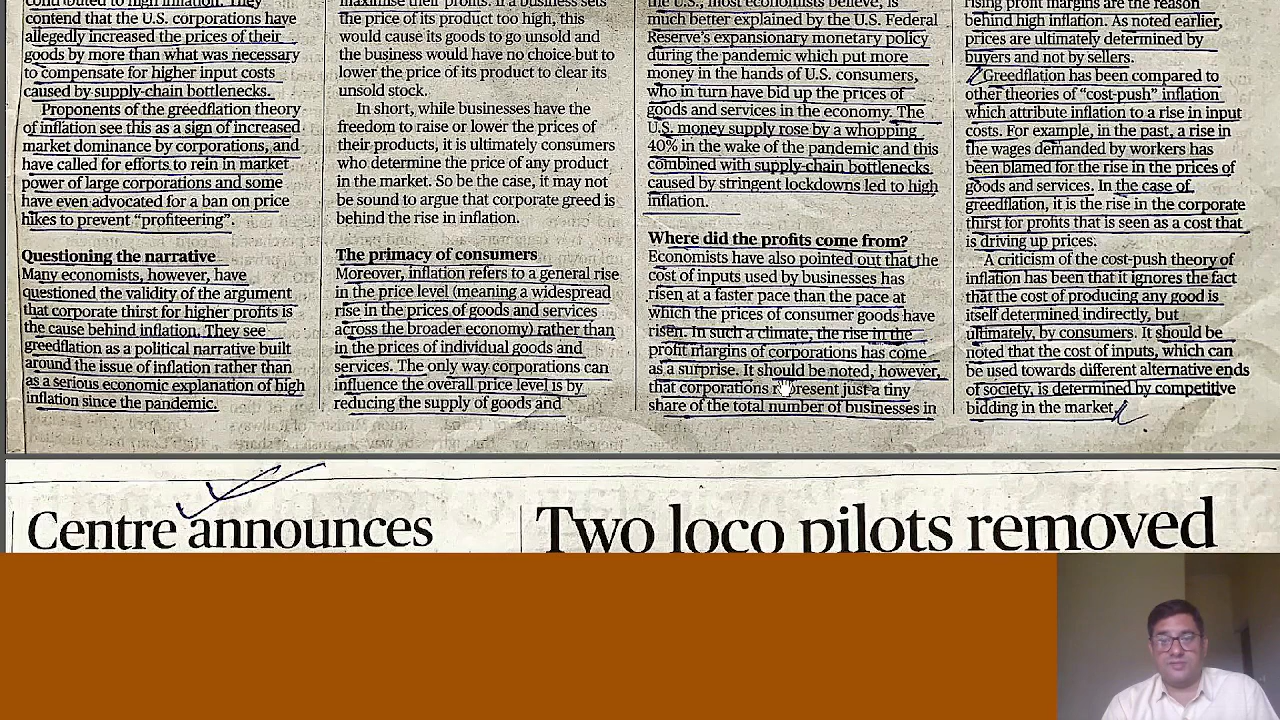 contributed to high inflation. They
contend that the U.S. corporations have
allegedly increased the prices of their
goods by more than what was necessary
to compensate for higher input costs
caused by supply-chain bottlenecks.
Proponents of the greedflation theory
of inflation see this as a sign of increased
market dominance by corporations, and
have called for efforts to rein in market
power of large corporations and some
have even advocated for a ban on price
hikes to prevent “profiteering”.
Questioning the narrative
Many economists, however, have
questioned the validity of the argument
that corporate thirst for higher profits is
the cause behind inflation. They see
greedflation as a political narrative built
around the issue of inflation rather than
as a serious economic explanation of high
inflation since the pandemic.
maximise their profits. If a business sets
the price of its product too high, this
would cause its goods to go unsold and
the business would have no choice but to
lower the price of its product to clear its
unsold stock.
In short, while businesses have the
freedom to raise or lower the prices of
their products, it is ultimately consumers
who determine the price of any product
in the market. So be the case, it may not
be sound to argue that corporate greed is
behind the rise in inflation.
The primacy of consumers
Moreover, inflation refers to a general rise
in the price level (meaning a widespread
rise in the prices of goods and services
across the broader economy) rather than
in the prices of only individual goods and
services. The only way corporations can
influence the overall price level is by
reducing the supply of goods and
the U.S., most economists believe, is
much better explained by the U.S. Federal
Reserve’s expansionary monetary policy
during the pandemic which put more
money in the hands of U.S. consumers,
who in turn have bid up the prices of
goods and services in the economy. The
U.S. money supply rose by a whopping
40% in the wake of the pandemic and this
combined with supply-chain bottlenecks
caused by stringent lockdowns led to high
inflation.
Where did the profits come from?
Economists have also pointed out that the
cost of inputs used by businesses has
risen at a faster pace than the pace at
which the prices of consumer goods have
risen. In such a climate, the rise in the
profit margins of corporations has come
as a surprise. It should be noted, however,
that corporations represent just a tiny
share of the total number of businesses in
rising profit margins are the reason
behind high inflation. As noted earlier,
prices are ultimately determined by
buyers and not by sellers.
Greedflation has been compared to
other theories of “cost-push” inflation
which attribute inflation to a rise in input
costs. For example, in the past, a rise in
the wages demanded by workers has
been blamed for the rise in the prices of
goods and services. In the case of
greedflation, it is the rise in the corporate
thirst for profits that is seen as a cost that
is driving up prices.
A criticism of the cost-push theory of
inflation has been that it ignores the fact
that the cost of producing any good is
itself determined indirectly, but
ultimately, by consumers. It should be
noted that the cost of inputs, which can
be used towards different alternative ends
of society, is determined by competitive
bidding in the market.
Centre announces
Two loco pilots removed